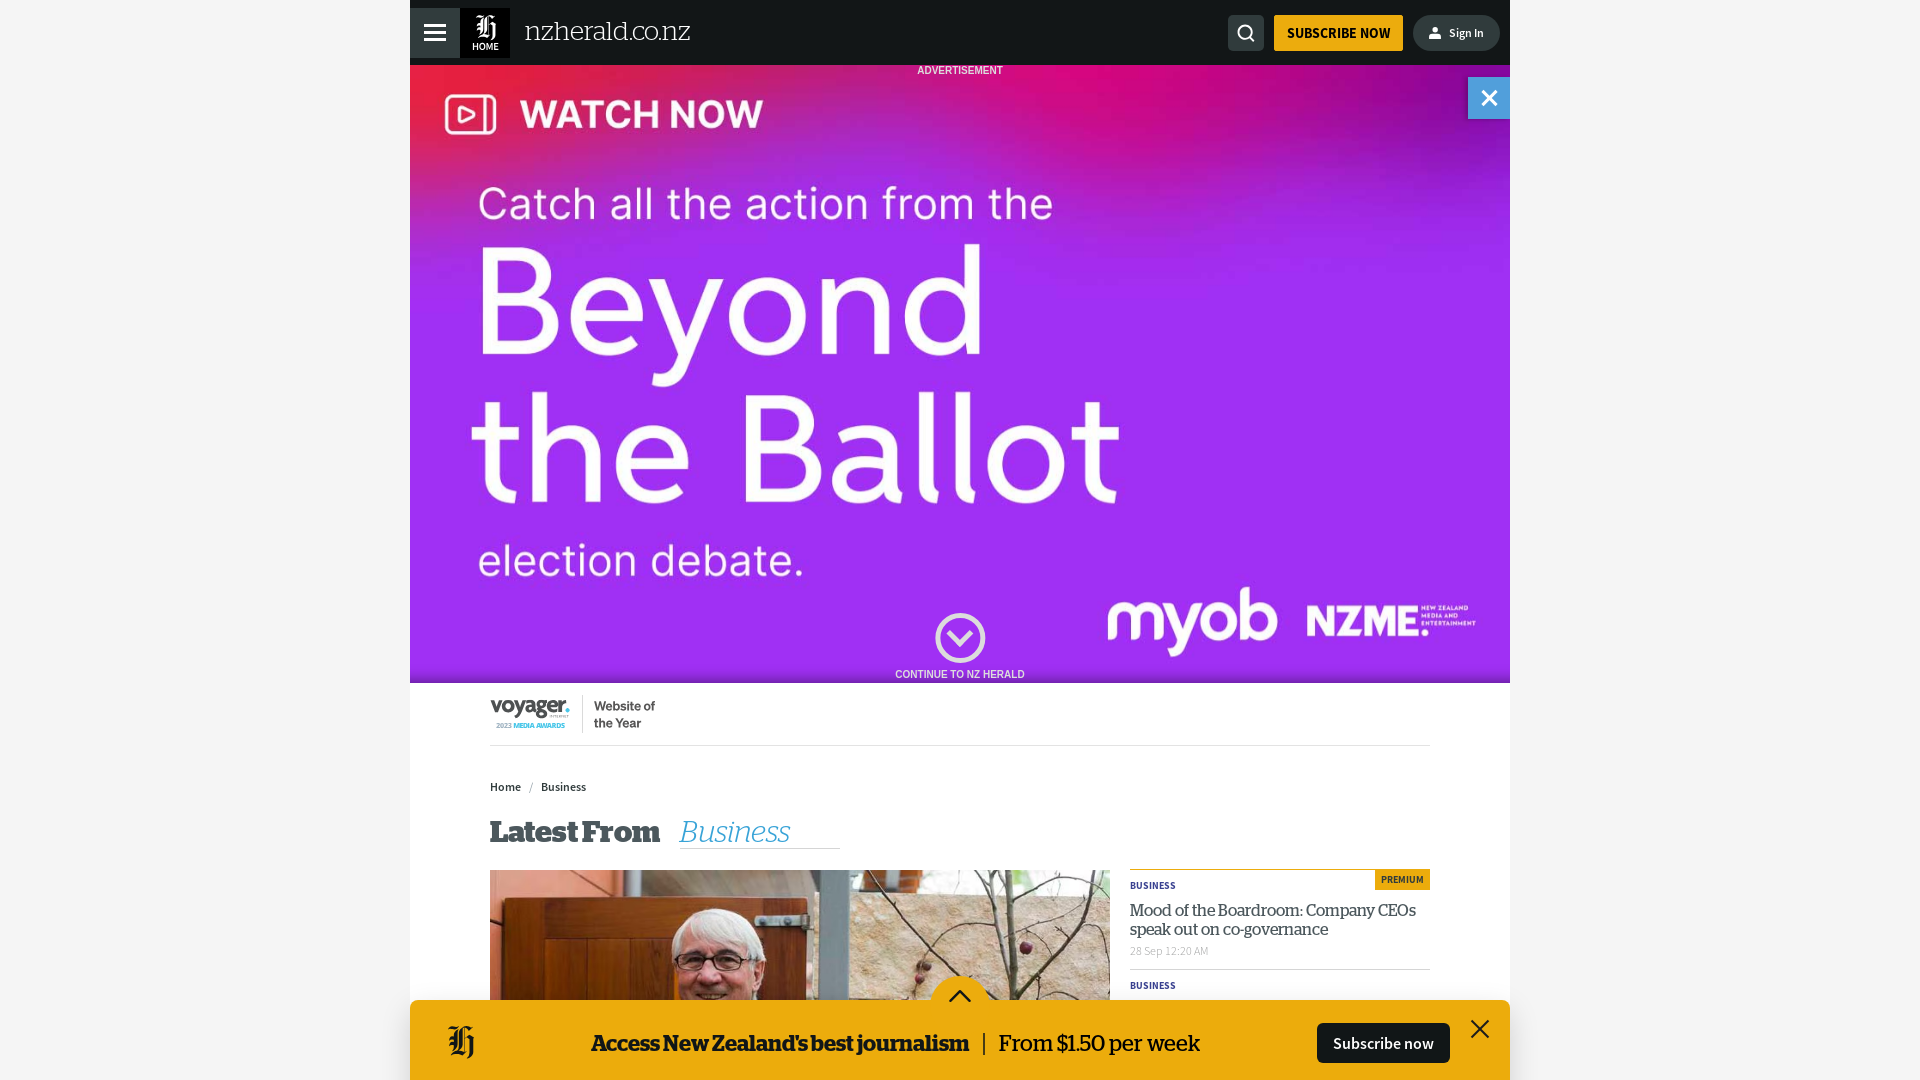 HOME
nzherald.co.nz
SUBSCRIBE NOW
Sign In
ADVERTISEMENT
WATCH NOW
Catch all the action from the
Beyond
the Ballot
election debate.
myob
NZME.
NEW ZEALAND
MEDIA AND
ENTERTAINMENT
CONTINUE TO NZ HERALD
voyager.
2023 MEDIA AWARDS
Website of
the Year
Home / Business
Latest From Business
BUSINESS
PREMIUM
Mood of the Boardroom: Company CEOs
speak out on co-governance
28 Sep 12:20 AM
BUSINESS
Access New Zealand's best journalism | From $1.50 per week
Subscribe now